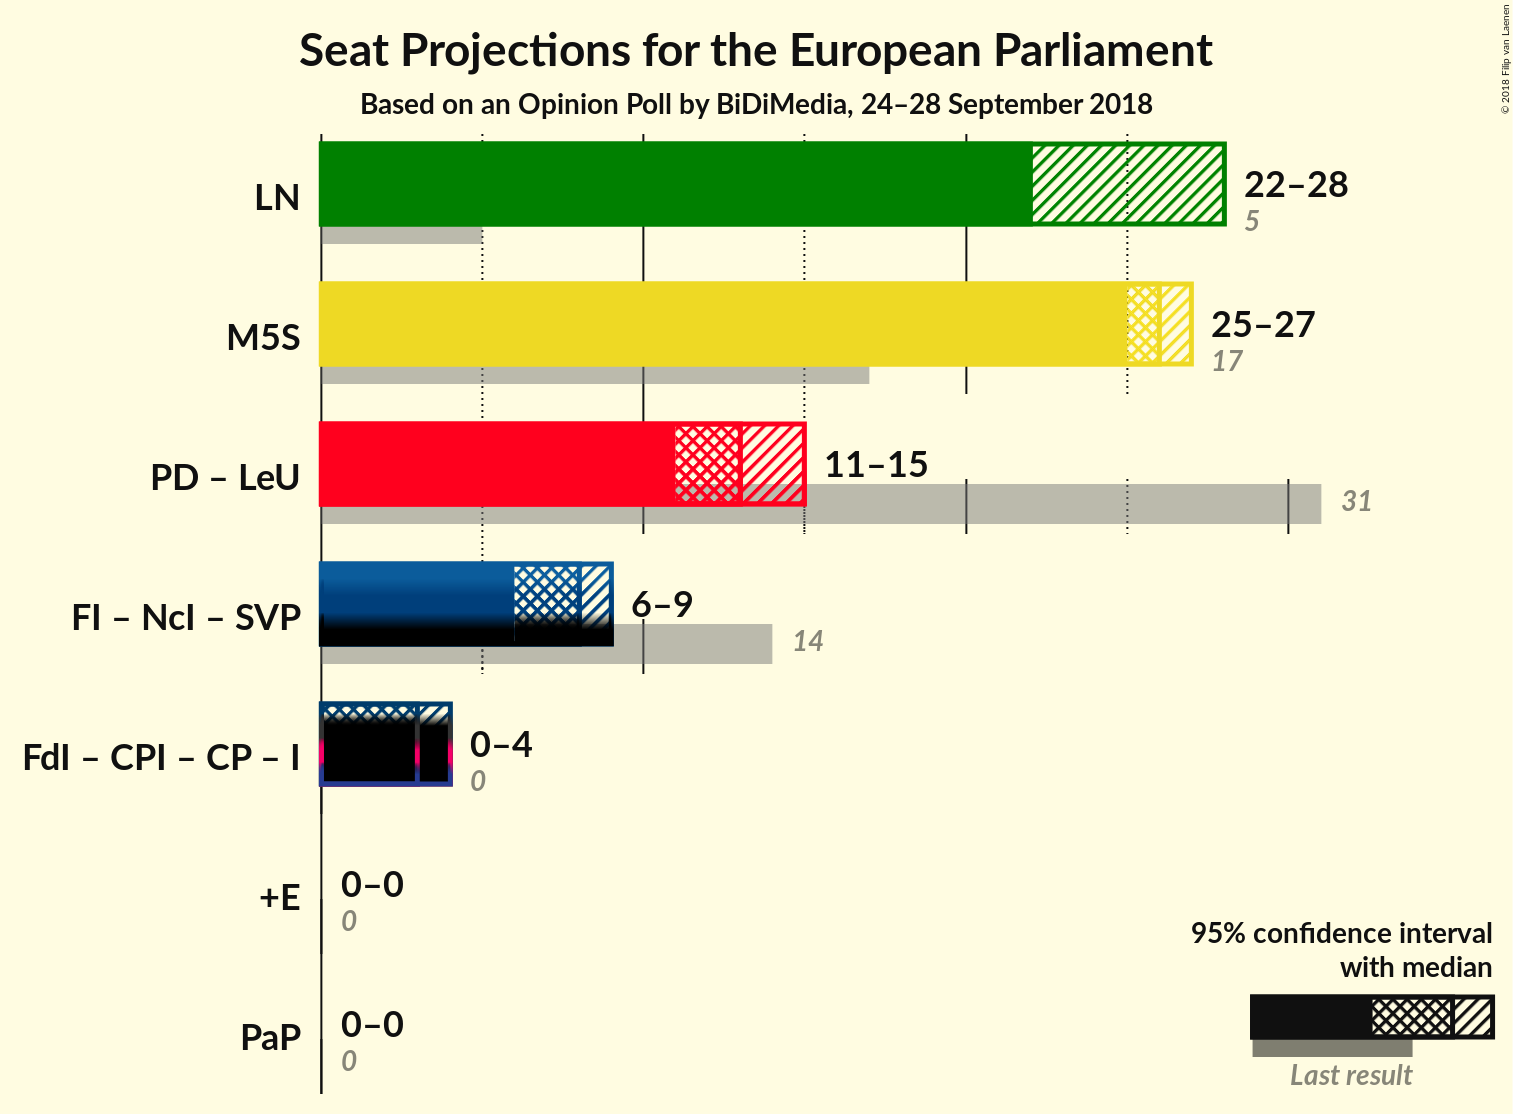 Seat Projections for the European Parliament
Based on an Opinion Poll by BiDiMedia, 24–28 September 2018
© 2018 Filip van Laenen
LN
22–28
5
M5S
25–27
17
PD – LeU
11–15
31
FI – NcI – SVP
6–9
14
FdI – CPI – CP – I
0–4
0
+E
0–0
0
PaP
0–0
0
95% confidence interval
with median
Last result